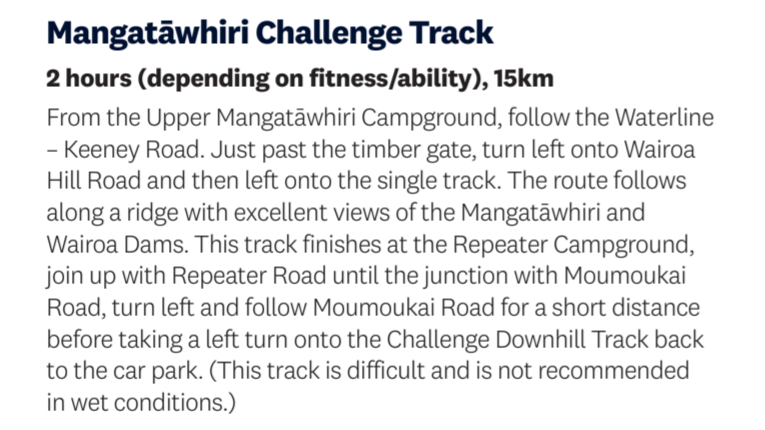 Mangatāwhiri Challenge Track
2 hours (depending on fitness/ability), 15km
From the Upper Mangatāwhiri Campground, follow the Waterline
– Keeney Road. Just past the timber gate, turn left onto Wairoa
Hill Road and then left onto the single track. The route follows
along a ridge with excellent views of the Mangatāwhiri and
Wairoa Dams. This track finishes at the Repeater Campground,
join up with Repeater Road until the junction with Moumoukai
Road, turn left and follow Moumoukai Road for a short distance
before taking a left turn onto the Challenge Downhill Track back
to the car park. (This track is difficult and is not recommended
in wet conditions.)